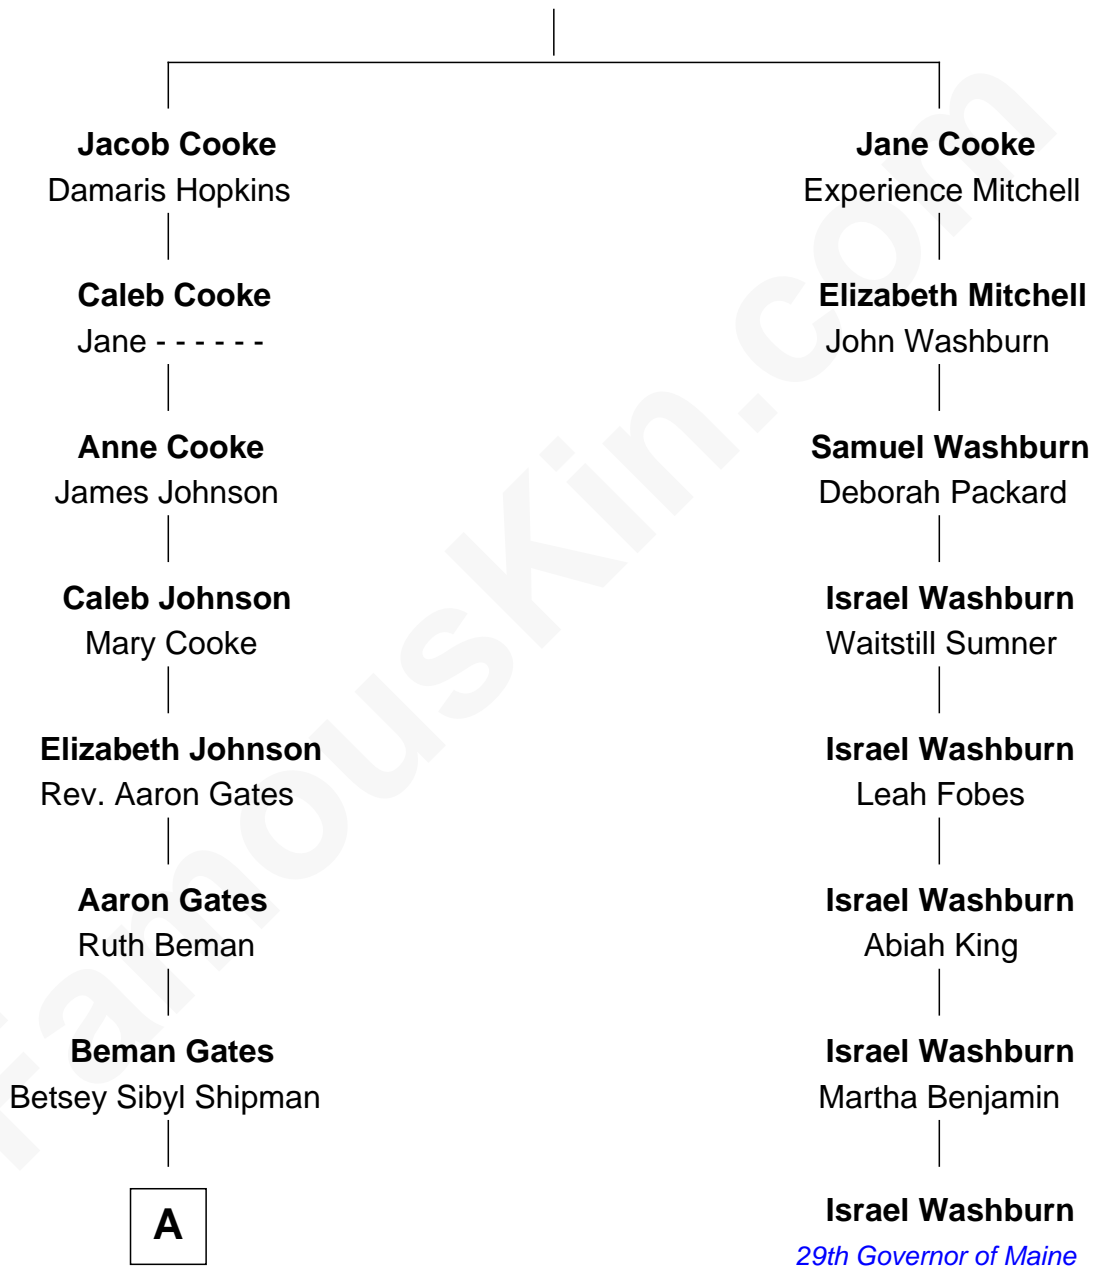 Jacob Cooke
Damaris Hopkins
Caleb Cooke
Jane - - - - - -
Anne Cooke
James Johnson
Caleb Johnson
Mary Cooke
Elizabeth Johnson
Rev. Aaron Gates
Aaron Gates
Ruth Beman
Beman Gates
Betsey Sibyl Shipman
A
Jane Cooke
Experience Mitchell
Elizabeth Mitchell
John Washburn
Samuel Washburn
Deborah Packard
Israel Washburn
Waitstill Sumner
Israel Washburn
Leah Fobes
Israel Washburn
Abiah King
Israel Washburn
Martha Benjamin
Israel Washburn
29th Governor of Maine
FamousKin.com